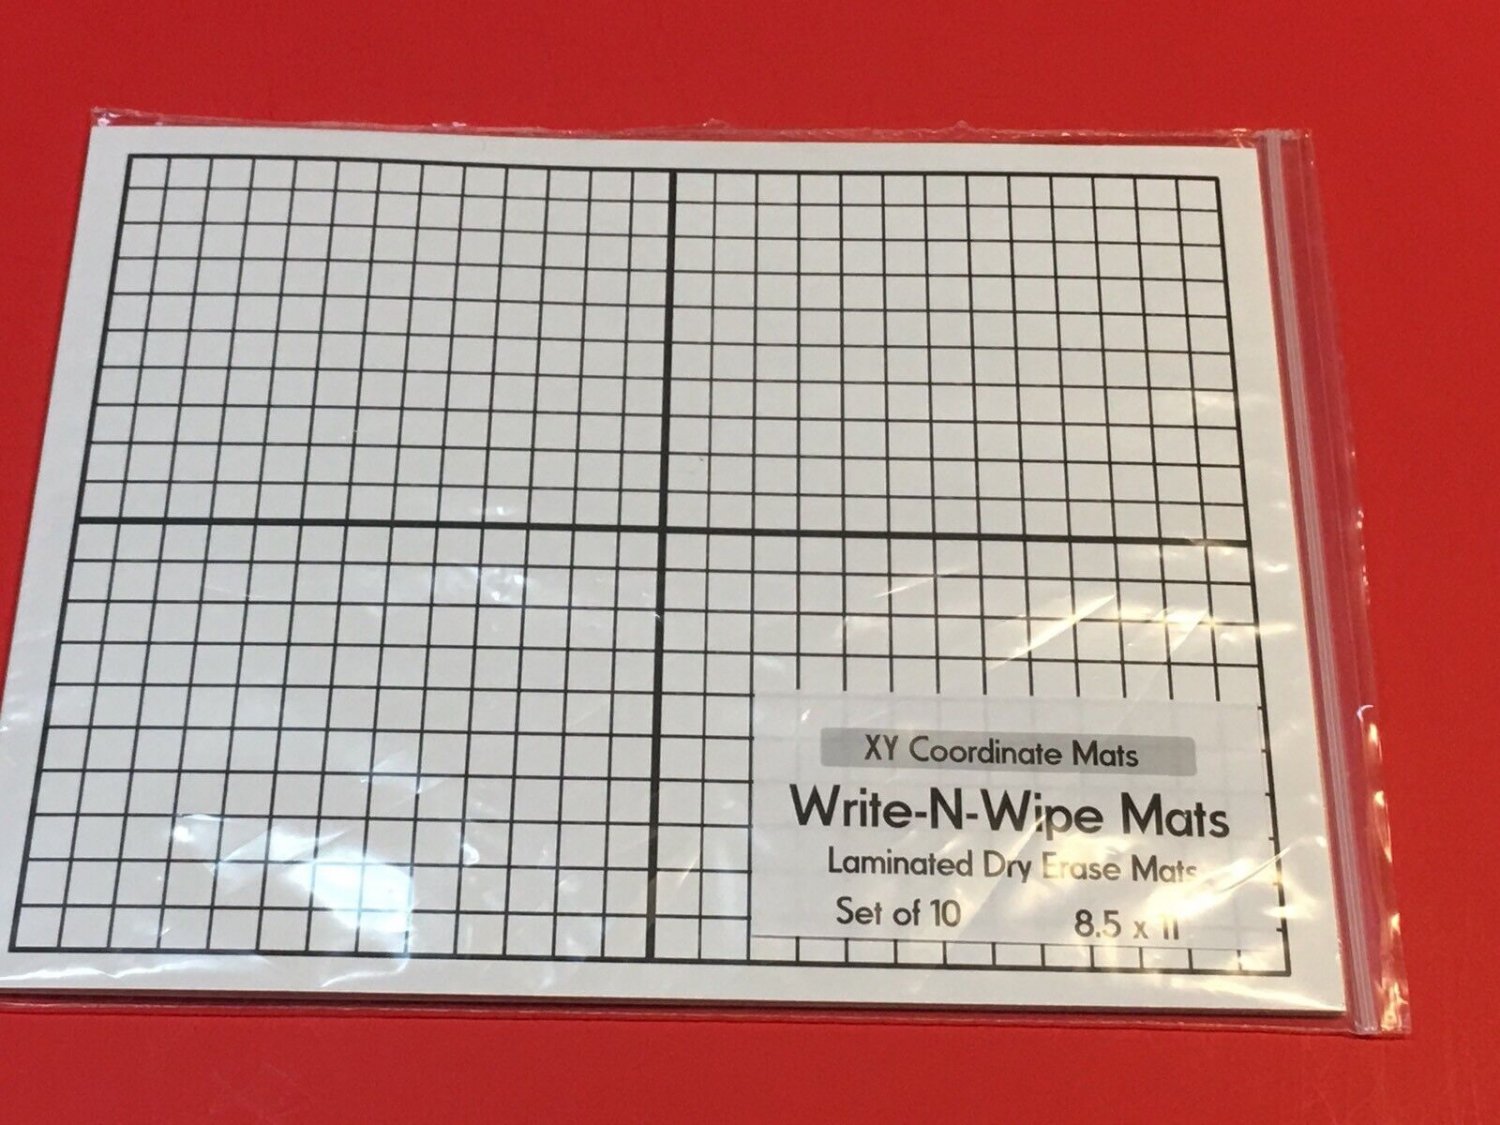 XY Coordinate Mats
Write-N-Wipe Mats
Laminated Dry Erase Mats
Set of 10 8.5 x 11